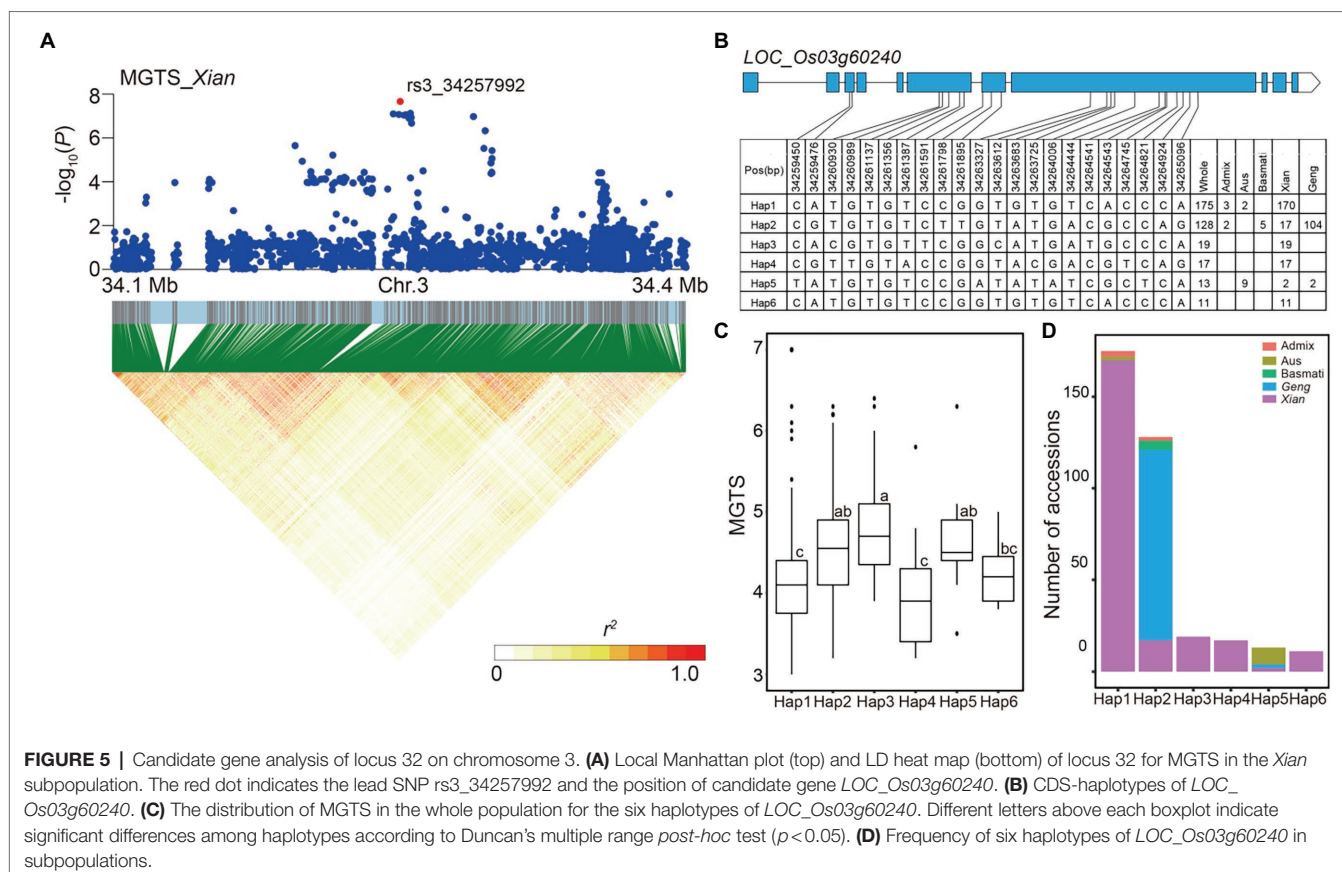 A
MGTS_Xian
rs3_34257992
8
6
4
2
0
-log10(P)
34.1 Mb Chr.3 34.4 Mb
r2
0 1.0
B
LOC_Os03g60240
Pos(bp) 34259450 34259476 34260930 34260989 34261137 34261356 34261387 34261591 34261798 34261895 34263327 34263612 34263683 34263725 34264006 34264444 34264541 34264543 34264745 34264821 34264924 34265096 Whole Admix Aus Basmati Xian Geng
Hap1 C A T G T G T C C G G T G T G T C A C C C A 175 3 2 170
Hap2 C G T G T G T C T T G T A T G A C G C C A G 128 2 5 17 104
Hap3 C A C G T G T T C G G C A T G A T G C C C A 19 19
Hap4 C G T T G T A C C G G T A C G A C G T C A G 17 17
Hap5 T A T G T G T C C G A T A T A T C G C T C A 13 9 2 2
Hap6 C A T G T G T C C G G T G T G T C A C C C A 11 11
C
MGTS
7
6
5
4
3
c ab a c ab bc
Hap1 Hap2 Hap3 Hap4 Hap5 Hap6
D
Number of accessions
150
100
50
0
Admix
Aus
Basmati
Geng
Xian
Hap1 Hap2 Hap3 Hap4 Hap5 Hap6
FIGURE 5 | Candidate gene analysis of locus 32 on chromosome 3. (A) Local Manhattan plot (top) and LD heat map (bottom) of locus 32 for MGTS in the Xian
subpopulation. The red dot indicates the lead SNP rs3_34257992 and the position of candidate gene LOC_Os03g60240. (B) CDS-haplotypes of LOC_
Os03g60240. (C) The distribution of MGTS in the whole population for the six haplotypes of LOC_Os03g60240. Different letters above each boxplot indicate
significant differences among haplotypes according to Duncan's multiple range post-hoc test (p<0.05). (D) Frequency of six haplotypes of LOC_Os03g60240 in
subpopulations.